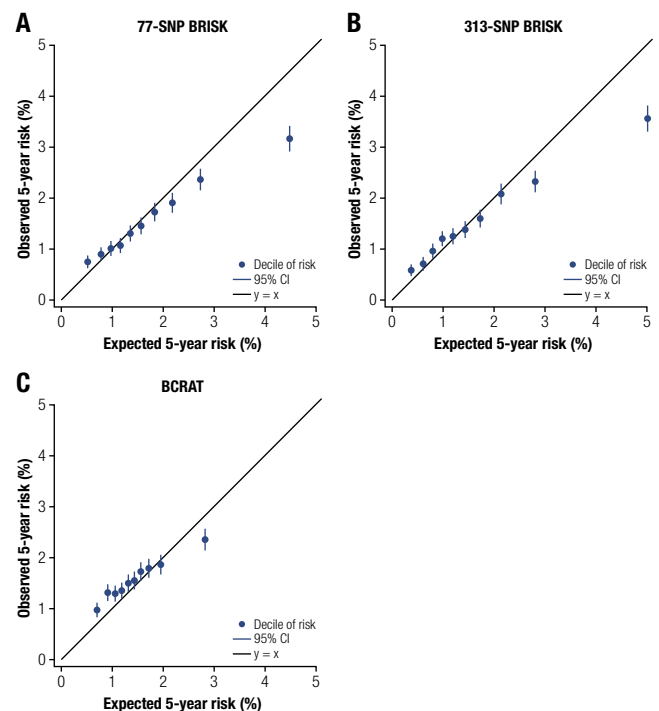 A
77-SNP BRISK
Observed 5-year risk (%)
5
4
3
2
1
0
0 1 2 3 4 5
Expected 5-year risk (%)
Decile of risk
95% CI
y = x
B
313-SNP BRISK
Observed 5-year risk (%)
5
4
3
2
1
0
0 1 2 3 4 5
Expected 5-year risk (%)
Decile of risk
95% CI
y = x
C
BCRAT
Observed 5-year risk (%)
5
4
3
2
1
0
0 1 2 3 4 5
Expected 5-year risk (%)
Decile of risk
95% CI
y = x